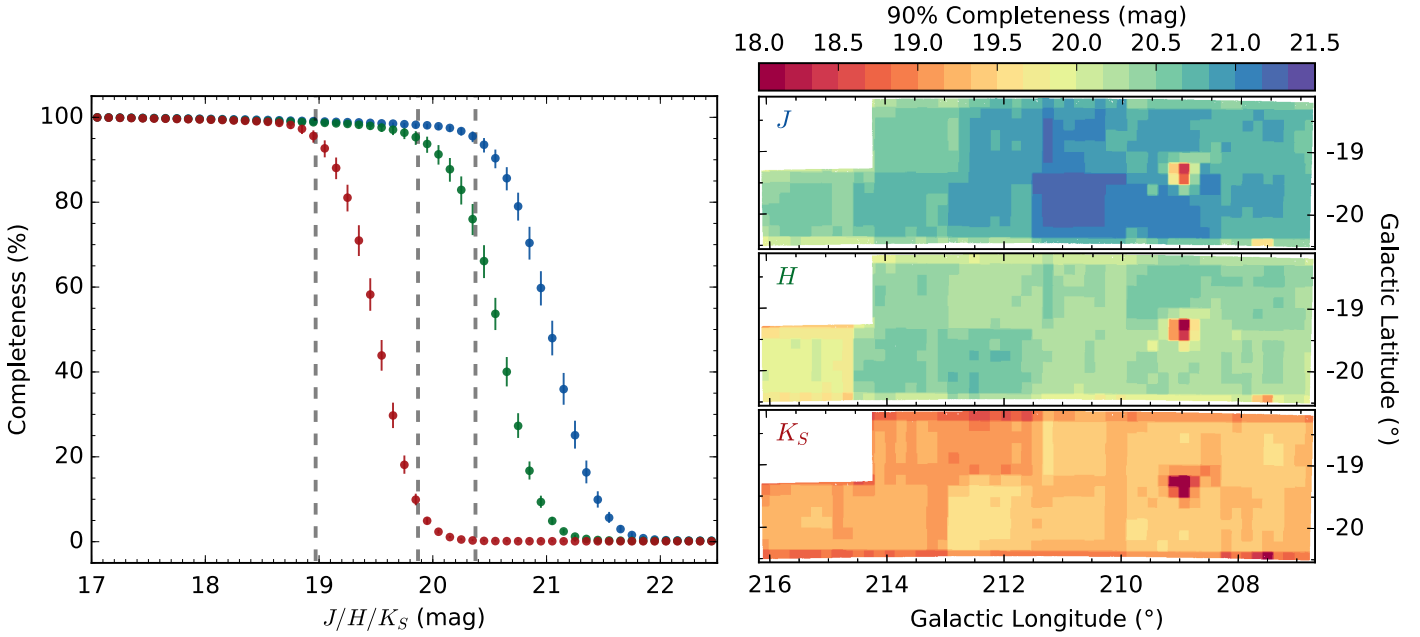 100
80
60
40
20
0
Completeness (%)
17 18 19 20 21 22
J/H/K_S (mag)
90% Completeness (mag)
18.0 18.5 19.0 19.5 20.0 20.5 21.0 21.5
J
-19
-20
H
-19
-20
K_S
-19
-20
Galactic Latitude (°)
216 214 212 210 208
Galactic Longitude (°)